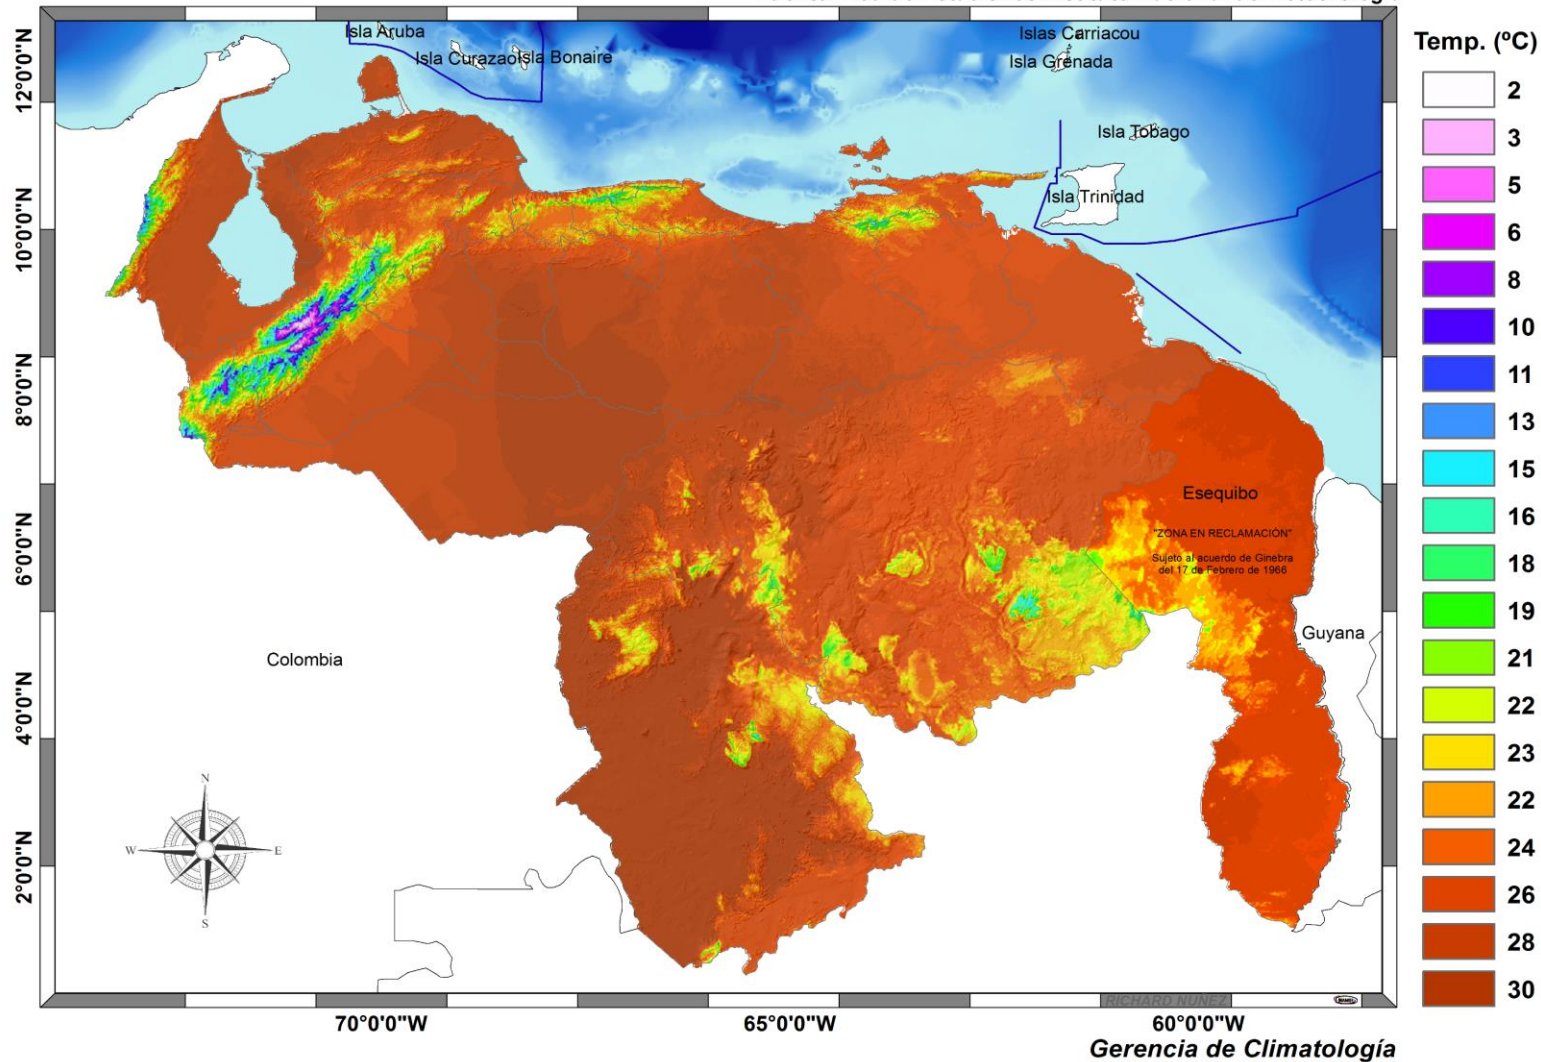 Isla Aruba
Isla Curazao
Isla Bonaire
Islas Carriacou
Isla Grenada
Isla Tobago
Isla Trinidad
Temp. (ºC)
2
3
5
6
8
10
11
13
15
16
18
19
21
22
23
22
24
26
28
30
12°0'0"N
10°0'0"N
8°0'0"N
6°0'0"N
4°0'0"N
2°0'0"N
Esequibo
"ZONA EN RECLAMACIÓN"
Sujeto al acuerdo de Ginebra
del 17 de Febrero de 1966
Guyana
Colombia
N
W
E
S
RICHARD NUÑEZ
70°0'0"W
65°0'0"W
60°0'0"W
Gerencia de Climatología